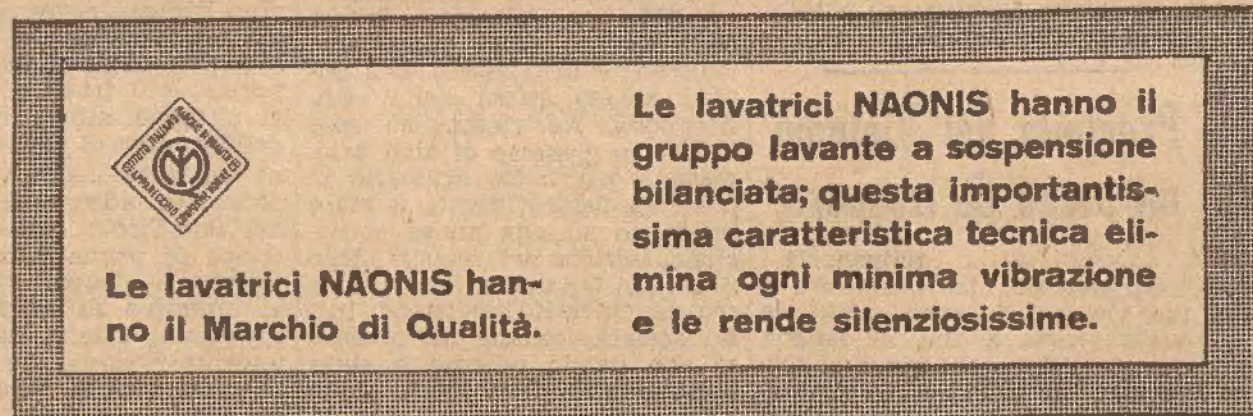 Le lavatrici NAONIS han-
no il Marchio di Qualità.
Le lavatrici NAONIS hanno il
gruppo lavante a sospensione
bilanciata; questa importantis-
sima caratteristica tecnica eli-
mina ogni minima vibrazione
e le rende silenziosissime.